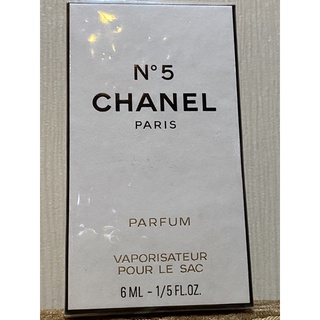 N°5
CHANEL
PARIS
PARFUM
VAPORISATEUR
POUR LE SAC
6 ML - 1/5 FL.OZ.